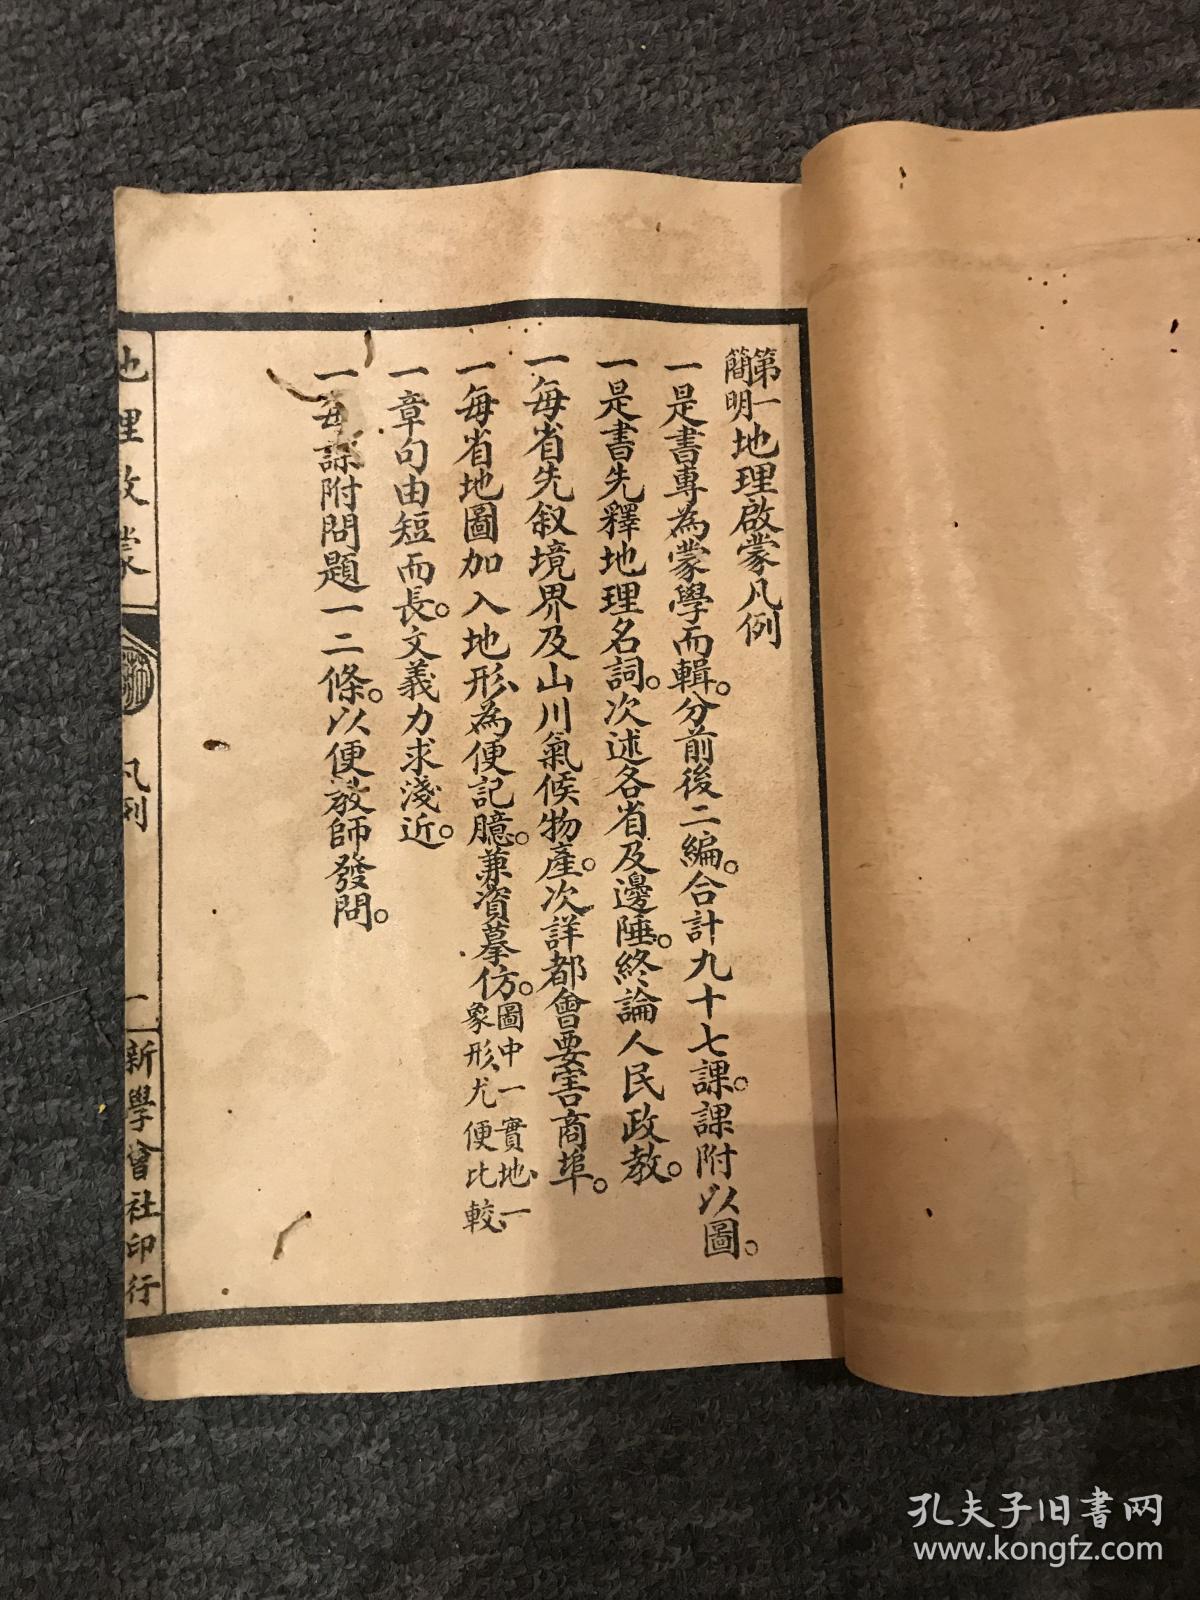 第一簡明地理啟蒙凡例
一是書專為蒙學而輯。分前後二編。合計九十七課。課附以圖。
一是書先釋地理名詞。次述各省及邊陲。終論人民政教。
一每省先叙境界及山川氣候物產。次詳都會要害商埠。
一每省地圖加入地形、為便記臆。兼資摹仿。圖中一實地、一象形、尤便比較、
一章句由短而長。文義力求淺近。
一每課附問題一二條。以便教師發問。
地理啟蒙
凡例
一
新學會社印行
孔夫子旧书网
www.kongfz.com